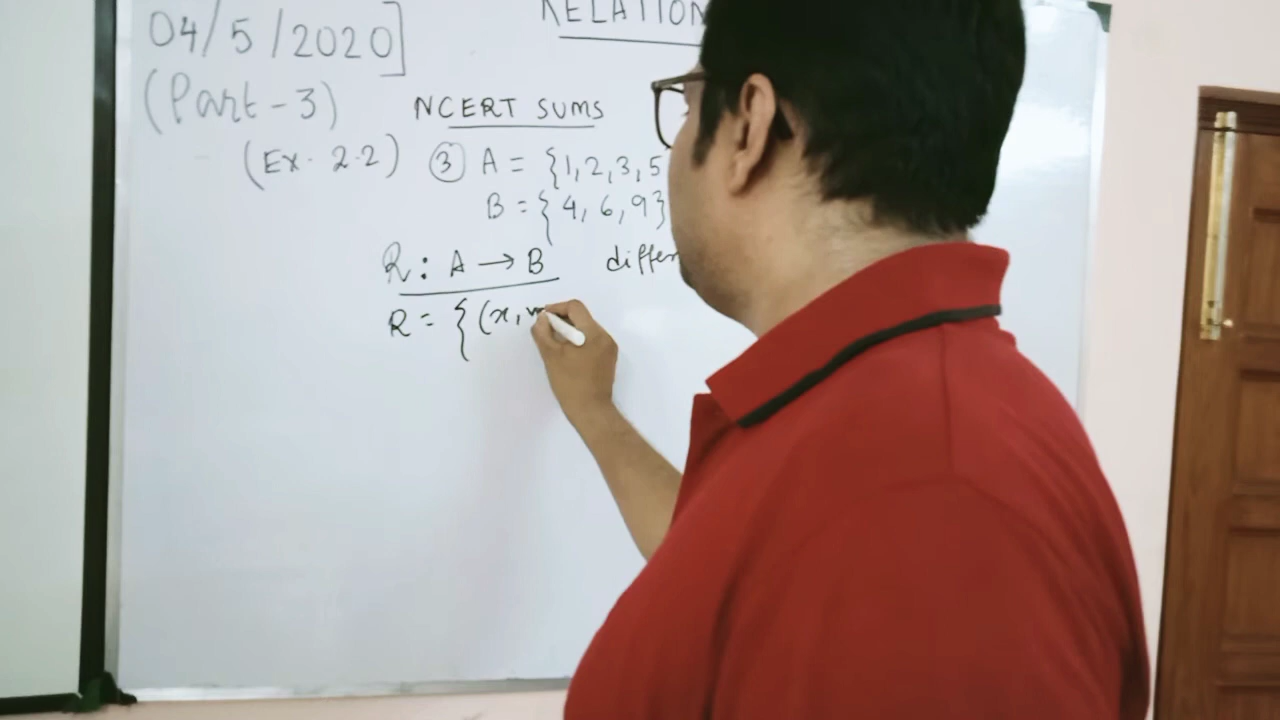 04/5/2020]
RELATION
(Part-3)
NCERT SUMS
(Ex. 2.2) ③ A = {1,2,3,5
B = {4, 6, 9}
R : A → B differ
R = {(x,